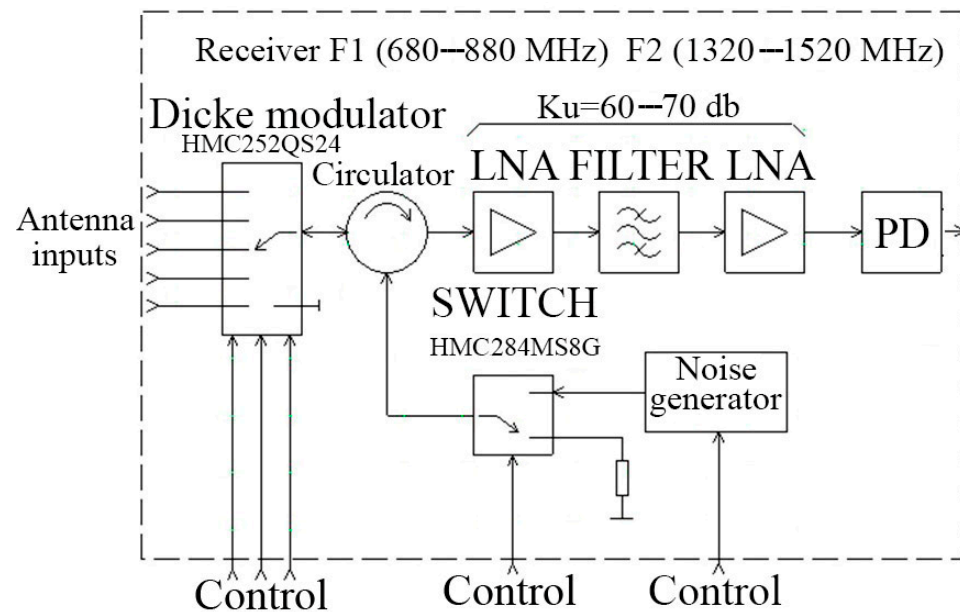 Receiver F1 (680---880 MHz) F2 (1320---1520 MHz)
Ku=60---70 db
Dicke modulator
HMC252QS24
Circulator
LNA FILTER LNA
Antenna
inputs
PD
SWITCH
HMC284MS8G
Noise
generator
Control
Control
Control